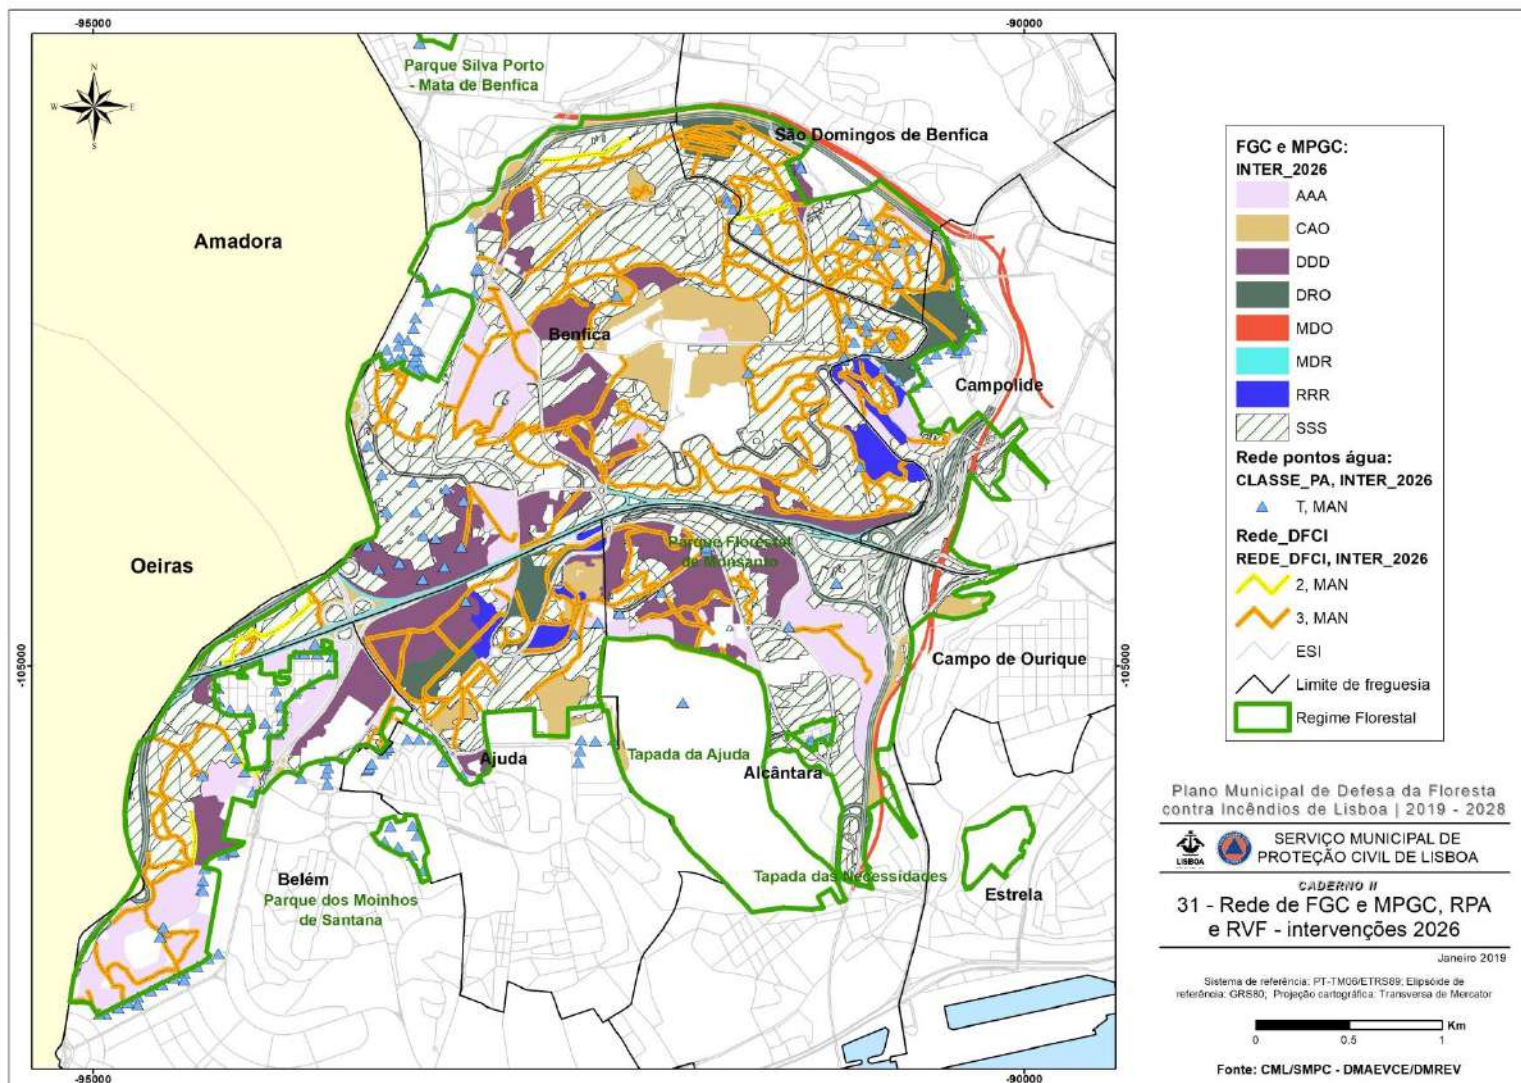 -95000
-90000
N
W
E
S
Parque Silva Porto
- Mata de Benfica
São Domingos de Benfica
Amadora
Benfica
Campolide
Parque Florestal
de Monsanto
Oeiras
-105000
-105000
Campo de Ourique
Ajuda
Tapada da Ajuda
Alcântara
Tapada das Necessidades
Belém
Parque dos Moinhos
de Santana
Estrela
-95000
-90000
FGC e MPGC:
INTER_2026
AAA
CAO
DDD
DRO
MDO
MDR
RRR
SSS
Rede pontos água:
CLASSE_PA, INTER_2026
T, MAN
Rede_DFCI
REDE_DFCI, INTER_2026
2, MAN
3, MAN
ESI
Limite de freguesia
Regime Florestal
Plano Municipal de Defesa da Floresta
contra Incêndios de Lisboa | 2019 - 2028
LISBOA
SERVIÇO MUNICIPAL DE
PROTEÇÃO CIVIL DE LISBOA
CADERNO II
31 - Rede de FGC e MPGC, RPA
e RVF - intervenções 2026
Janeiro 2019
Sistema de referência: PT-TM06/ETRS89; Elipsóide de
referência: GRS80; Projeção cartográfica: Transversa de Mercator
Km
0 0.5 1
Fonte: CML/SMPC - DMAEVCE/DMREV